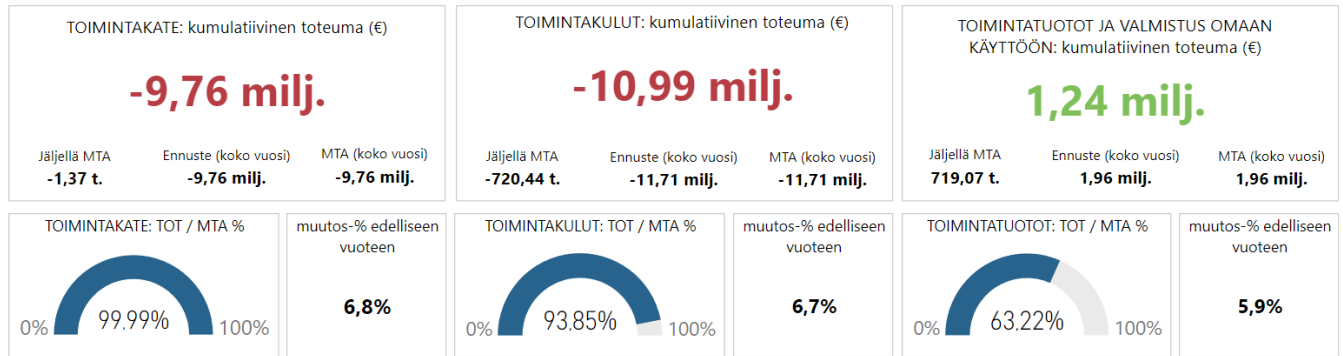 TOIMINTAKATE: kumulatiivinen toteuma (€)
-9,76 milj.
Jäljellä MTA
-1,37 t.
Ennuste (koko vuosi)
-9,76 milj.
MTA (koko vuosi)
-9,76 milj.
TOIMINTAKULUT: kumulatiivinen toteuma (€)
-10,99 milj.
Jäljellä MTA
-720,44 t.
Ennuste (koko vuosi)
-11,71 milj.
MTA (koko vuosi)
-11,71 milj.
TOIMINTATUOTOT JA VALMISTUS OMAAN
KÄYTTÖÖN: kumulatiivinen toteuma (€)
1,24 milj.
Jäljellä MTA
719,07 t.
Ennuste (koko vuosi)
1,96 milj.
MTA (koko vuosi)
1,96 milj.
TOIMINTAKATE: TOT / MTA %
0%
99,99%
100%
muutos-% edelliseen
vuoteen
6,8%
TOIMINTAKULUT: TOT / MTA %
0%
93,85%
100%
muutos-% edelliseen
vuoteen
6,7%
TOIMINTATUOTOT: TOT / MTA %
0%
63,22%
100%
muutos-% edelliseen
vuoteen
5,9%